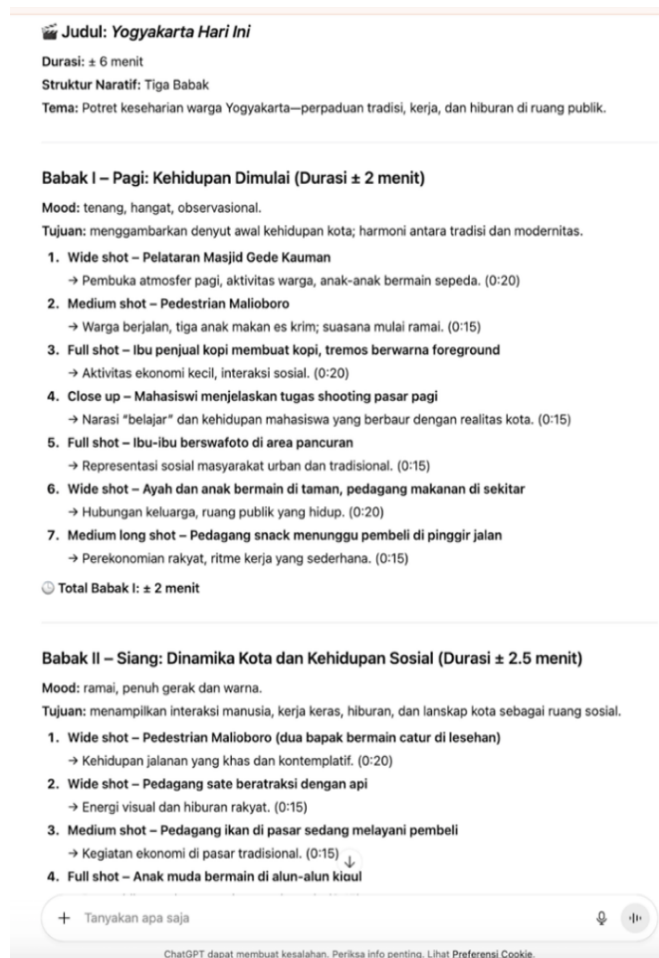 🎬 Judul: Yogyakarta Hari Ini
Durasi: ± 6 menit
Struktur Naratif: Tiga Babak
Tema: Potret keseharian warga Yogyakarta—perpaduan tradisi, kerja, dan hiburan di ruang publik.
Babak I – Pagi: Kehidupan Dimulai (Durasi ± 2 menit)
Mood: tenang, hangat, observasional.
Tujuan: menggambarkan denyut awal kehidupan kota; harmoni antara tradisi dan modernitas.
1. Wide shot – Pelataran Masjid Gede Kauman
→ Pembuka atmosfer pagi, aktivitas warga, anak-anak bermain sepeda. (0:20)
2. Medium shot – Pedestrian Malioboro
→ Warga berjalan, tiga anak makan es krim; suasana mulai ramai. (0:15)
3. Full shot – Ibu penjual kopi membuat kopi, tremos berwarna foreground
→ Aktivitas ekonomi kecil, interaksi sosial. (0:20)
4. Close up – Mahasiswi menjelaskan tugas shooting pasar pagi
→ Narasi "belajar" dan kehidupan mahasiswa yang berbaur dengan realitas kota. (0:15)
5. Full shot – Ibu-ibu berswafoto di area pancuran
→ Representasi sosial masyarakat urban dan tradisional. (0:15)
6. Wide shot – Ayah dan anak bermain di taman, pedagang makanan di sekitar
→ Hubungan keluarga, ruang publik yang hidup. (0:20)
7. Medium long shot – Pedagang snack menunggu pembeli di pinggir jalan
→ Perekonomian rakyat, ritme kerja yang sederhana. (0:15)
🕒 Total Babak I: ± 2 menit
Babak II – Siang: Dinamika Kota dan Kehidupan Sosial (Durasi ± 2.5 menit)
Mood: ramai, penuh gerak dan warna.
Tujuan: menampilkan interaksi manusia, kerja keras, hiburan, dan lanskap kota sebagai ruang sosial.
1. Wide shot – Pedestrian Malioboro (dua bapak bermain catur di lesehan)
→ Kehidupan jalanan yang khas dan kontemplatif. (0:20)
2. Wide shot – Pedagang sate beratraksi dengan api
→ Energi visual dan hiburan rakyat. (0:15)
3. Medium shot – Pedagang ikan di pasar sedang melayani pembeli
→ Kegiatan ekonomi di pasar tradisional. (0:15)
4. Full shot – Anak muda bermain di alun-alun kidul
Tanyakan apa saja
ChatGPT dapat membuat kesalahan. Periksa info penting. Lihat Preferensi Cookie.